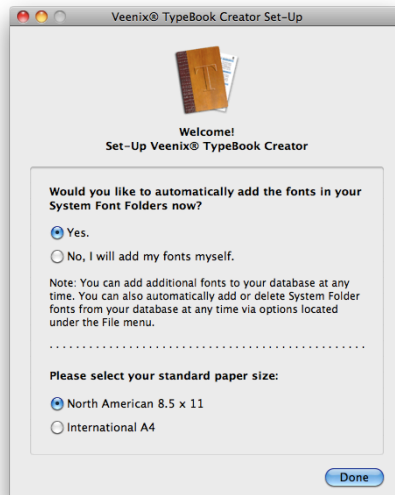 Veenix® TypeBook Creator Set-Up
T
Welcome!
Set-Up Veenix® TypeBook Creator
Would you like to automatically add the fonts in your
System Font Folders now?
Yes.
No, I will add my fonts myself.
Note: You can add additional fonts to your database at any
time. You can also automatically add or delete System Folder
fonts from your database at any time via options located
under the File menu.
Please select your standard paper size:
North American 8.5 x 11
International A4
Done